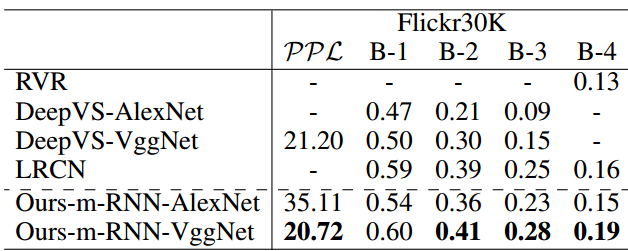 Flickr30K
PPL B-1 B-2 B-3 B-4
RVR - - - - 0.13
DeepVS-AlexNet - 0.47 0.21 0.09 -
DeepVS-VggNet 21.20 0.50 0.30 0.15 -
LRCN - 0.59 0.39 0.25 0.16
Ours-m-RNN-AlexNet 35.11 0.54 0.36 0.23 0.15
Ours-m-RNN-VggNet 20.72 0.60 0.41 0.28 0.19